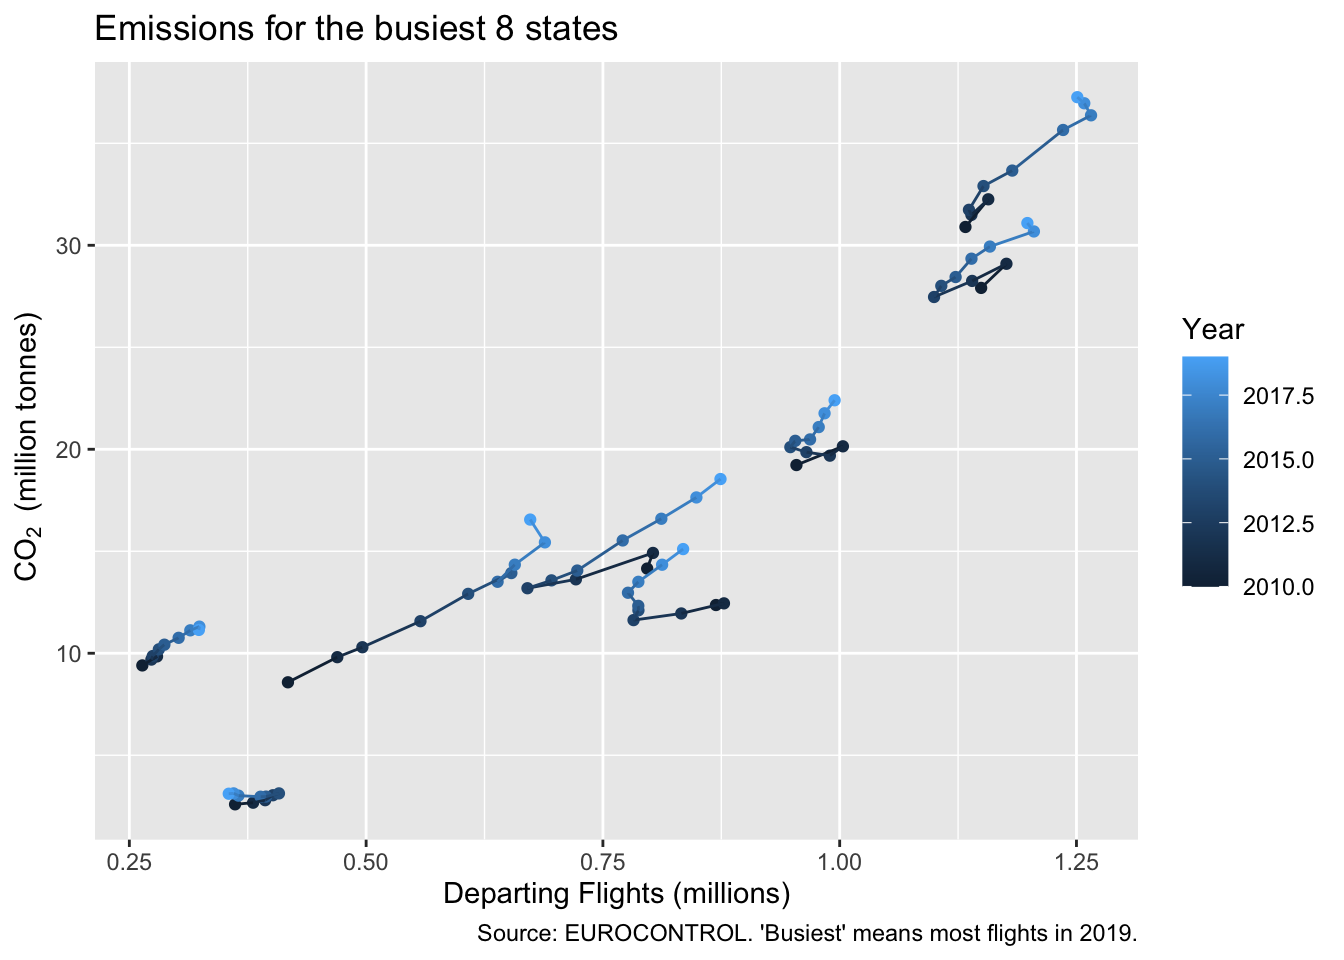 Emissions for the busiest 8 states
CO₂ (million tonnes)
30
20
10
0.25 0.50 0.75 1.00 1.25
Departing Flights (millions)
Year
2017.5
2015.0
2012.5
2010.0
Source: EUROCONTROL. 'Busiest' means most flights in 2019.